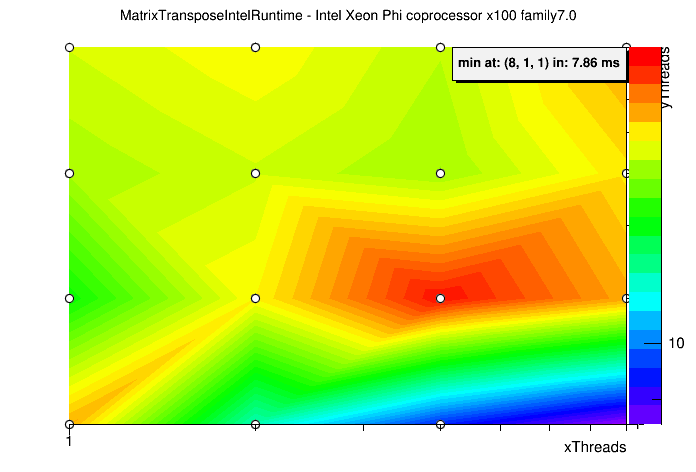 MatrixTransposeIntelRuntime - Intel Xeon Phi coprocessor x100 family7.0
min at: (8, 1, 1) in: 7.86 ms
yThreads
10
1
xThreads